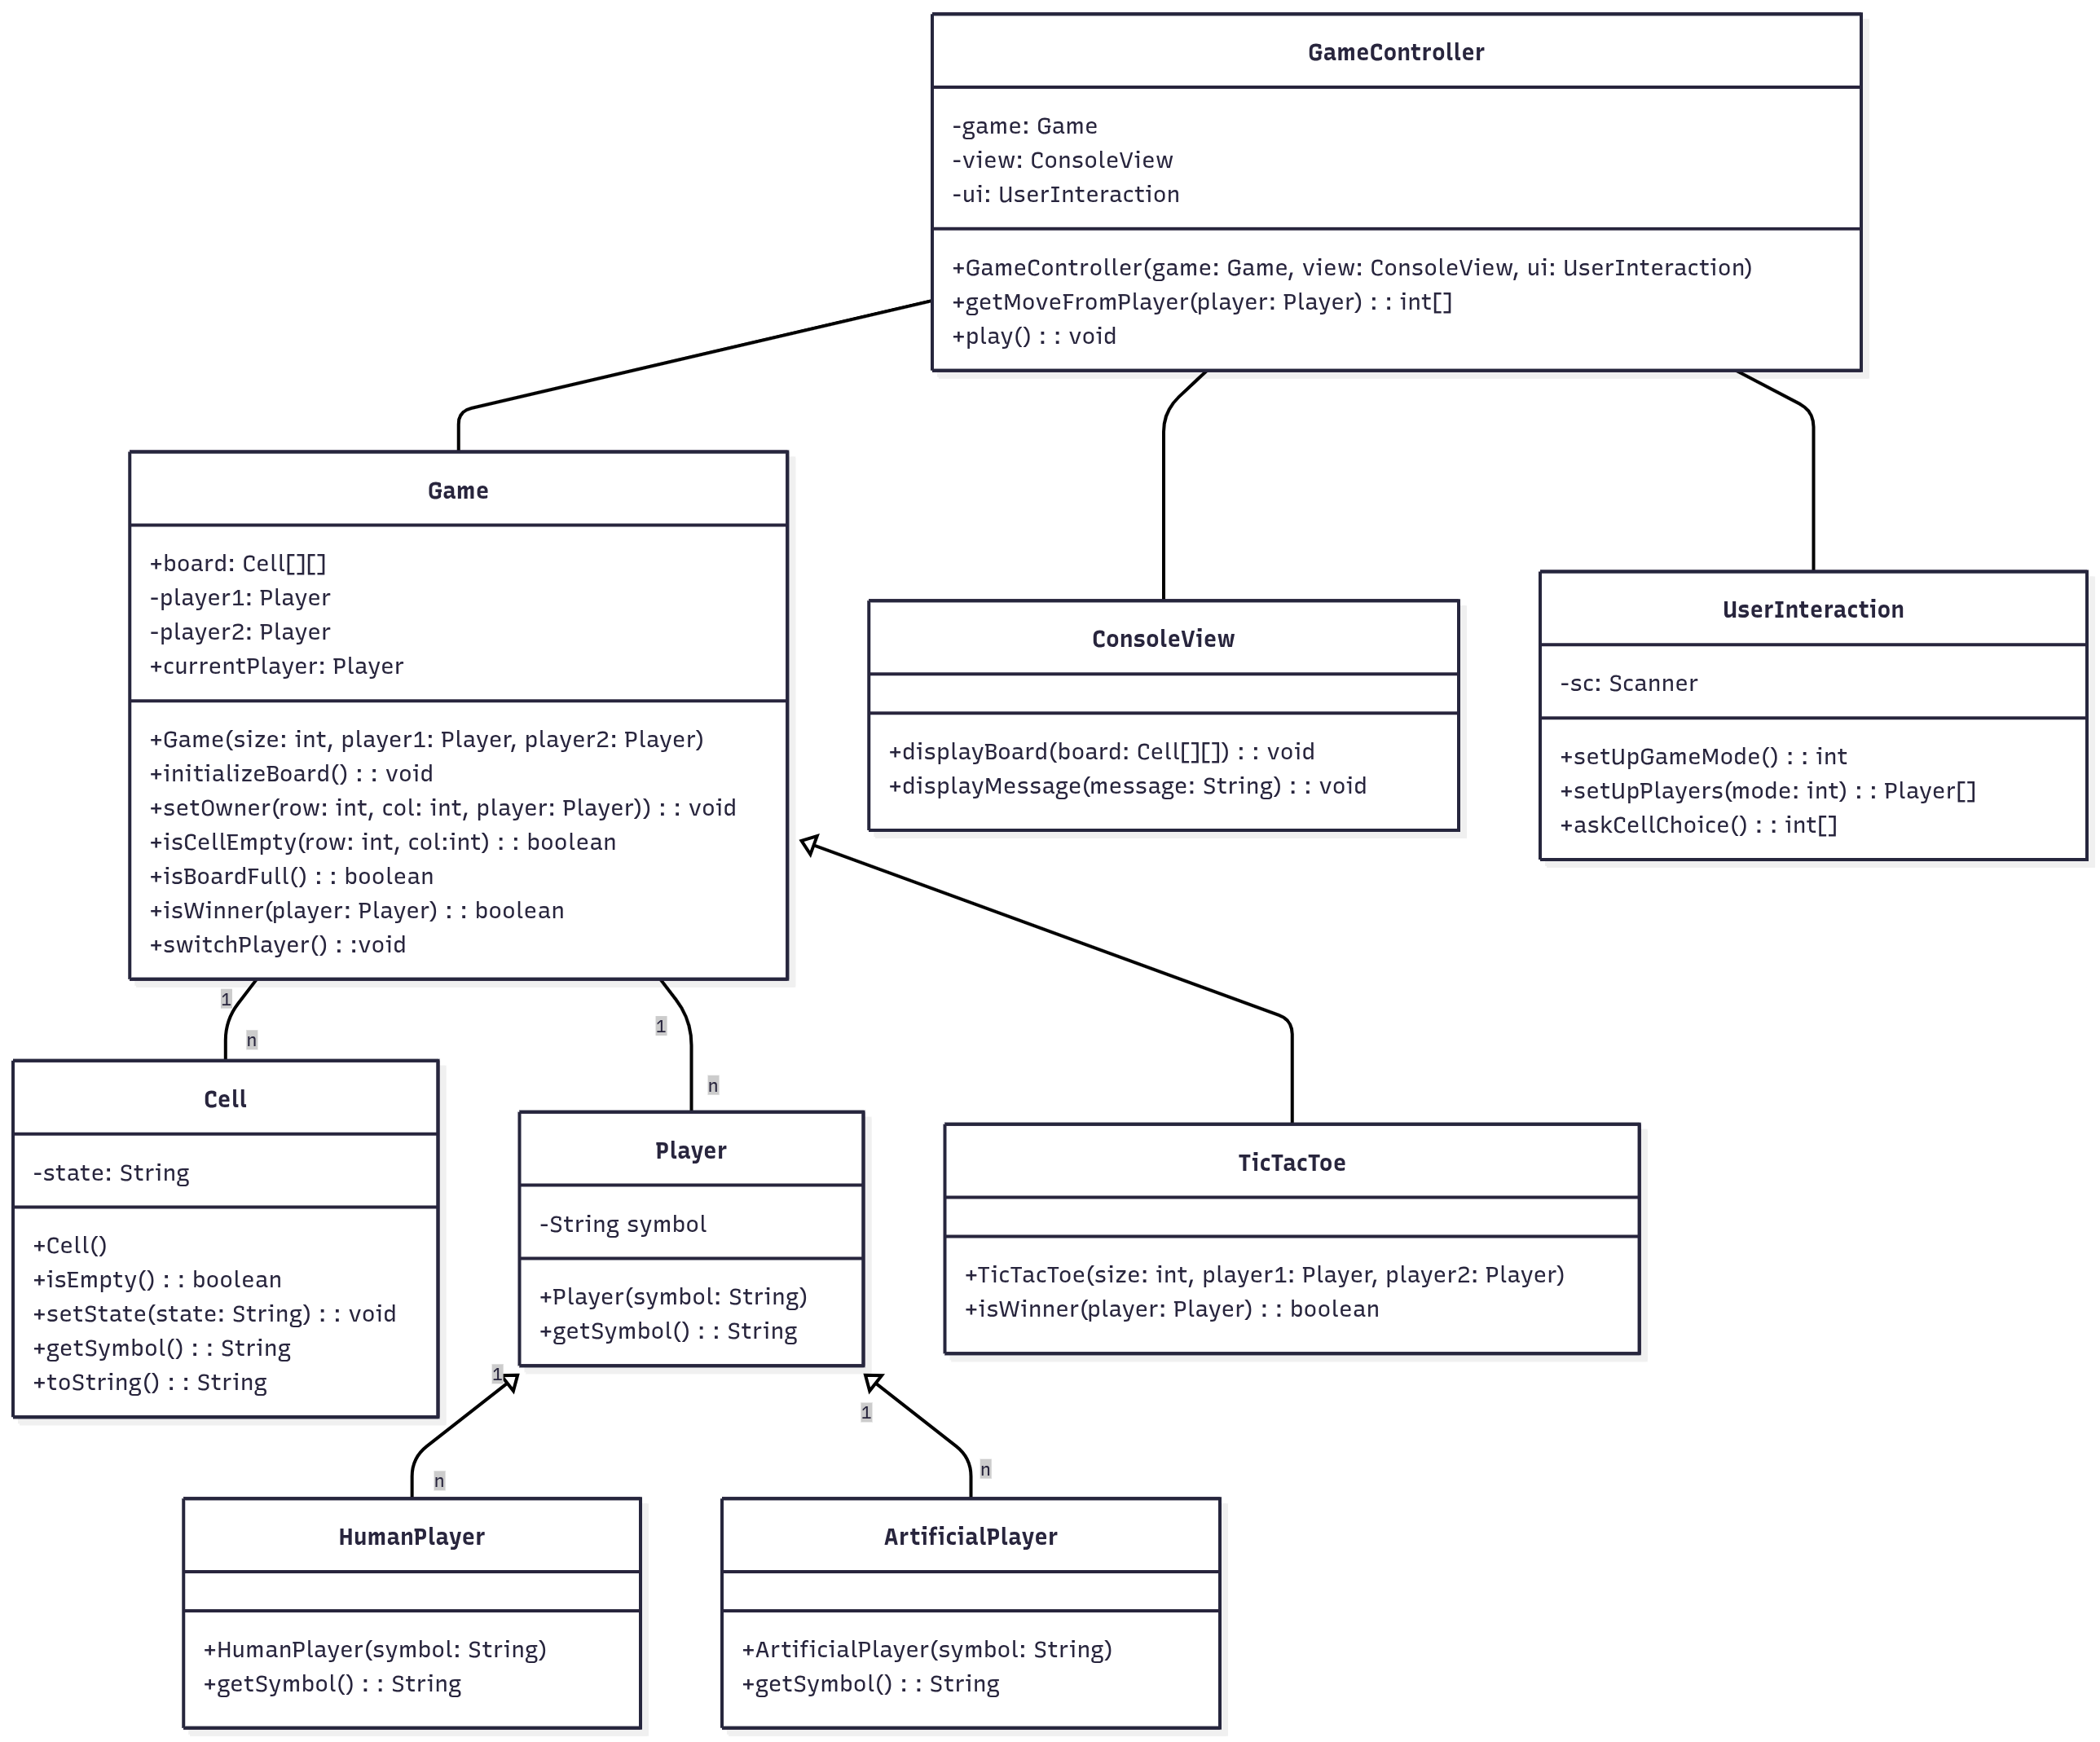 GameController
-game: Game
-view: ConsoleView
-ui: UserInteraction
+GameController(game: Game, view: ConsoleView, ui: UserInteraction)
+getMoveFromPlayer(player: Player) : : int[]
+play() : : void
Game
+board: Cell[][]
-player1: Player
-player2: Player
+currentPlayer: Player
+Game(size: int, player1: Player, player2: Player)
+initializeBoard() : : void
+setOwner(row: int, col: int, player: Player)) : : void
+isCellEmpty(row: int, col:int) : : boolean
+isBoardFull() : : boolean
+isWinner(player: Player) : : boolean
+switchPlayer() : :void
ConsoleView
+displayBoard(board: Cell[][]) : : void
+displayMessage(message: String) : : void
UserInteraction
-sc: Scanner
+setUpGameMode() : : int
+setUpPlayers(mode: int) : : Player[]
+askCellChoice() : : int[]
1
n
1
n
Cell
-state: String
+Cell()
+isEmpty() : : boolean
+setState(state: String) : : void
+getSymbol() : : String
+toString() : : String
Player
-String symbol
+Player(symbol: String)
+getSymbol() : : String
TicTacToe
+TicTacToe(size: int, player1: Player, player2: Player)
+isWinner(player: Player) : : boolean
1
n
1
n
HumanPlayer
+HumanPlayer(symbol: String)
+getSymbol() : : String
ArtificialPlayer
+ArtificialPlayer(symbol: String)
+getSymbol() : : String